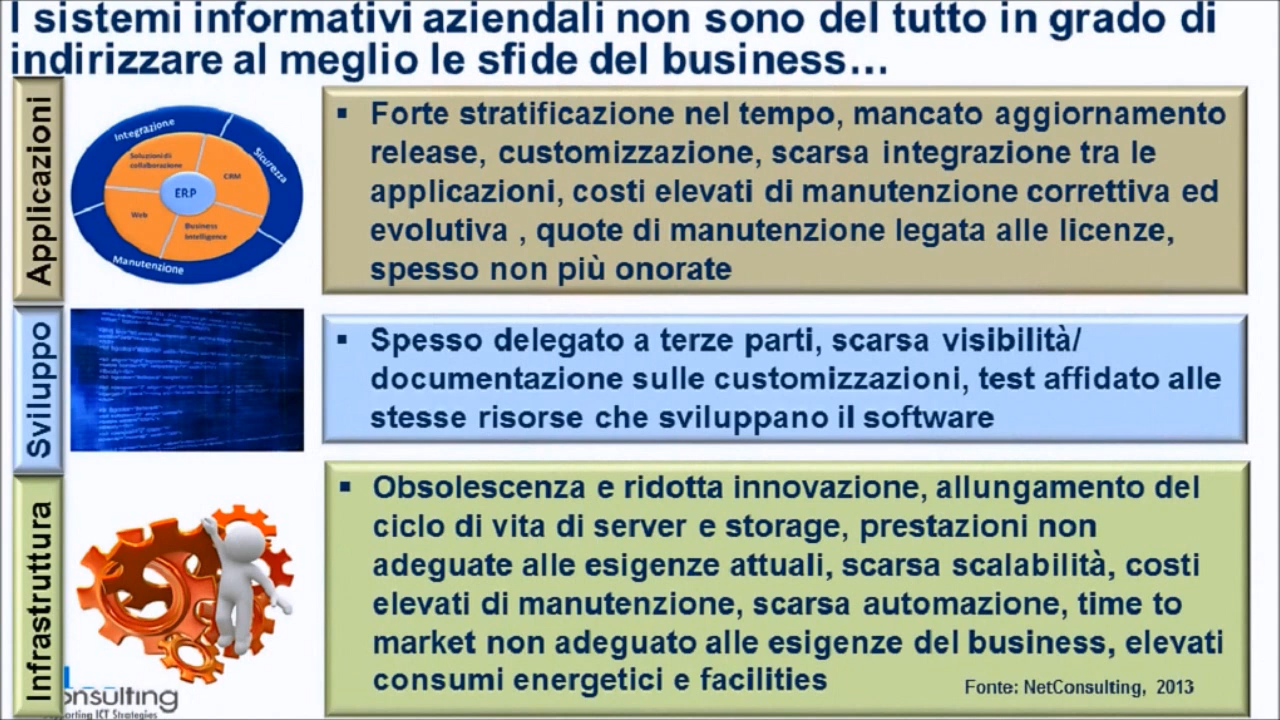 I sistemi informativi aziendali non sono del tutto in grado di
indirizzare al meglio le sfide del business...
Applicazioni
Integrazione
Sicurezza
Manutenzione
Soluzioni di
collaborazione
CRM
ERP
Web
Business
Intelligence
▪ Forte stratificazione nel tempo, mancato aggiornamento
release, customizzazione, scarsa integrazione tra le
applicazioni, costi elevati di manutenzione correttiva ed
evolutiva , quote di manutenzione legata alle licenze,
spesso non più onorate
Sviluppo
▪ Spesso delegato a terze parti, scarsa visibilità/
documentazione sulle customizzazioni, test affidato alle
stesse risorse che sviluppano il software
Infrastruttura
▪ Obsolescenza e ridotta innovazione, allungamento del
ciclo di vita di server e storage, prestazioni non
adeguate alle esigenze attuali, scarsa scalabilità, costi
elevati di manutenzione, scarsa automazione, time to
market non adeguato alle esigenze del business, elevati
consumi energetici e facilities
Fonte: NetConsulting, 2013
onsulting
porting ICT Strategies